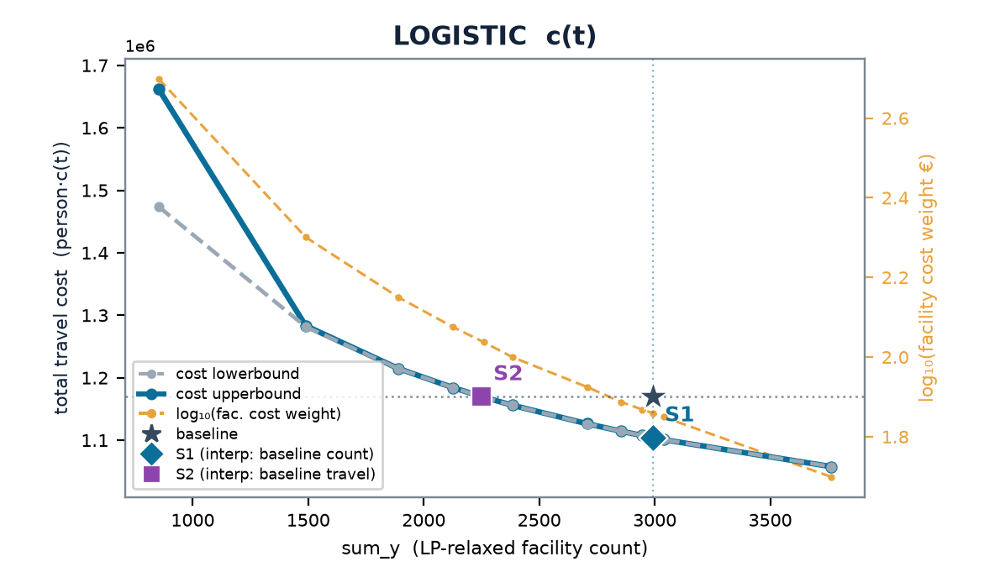 LOGISTIC  c(t)
1e6
1.7
1.6
1.5
1.4
1.3
1.2
1.1
total travel cost  (person·c(t))
2.6
2.4
2.2
2.0
1.8
log₁₀(facility cost weight €)
S2
S1
cost lowerbound
cost upperbound
log₁₀(fac. cost weight)
baseline
S1 (interp: baseline count)
S2 (interp: baseline travel)
1000 1500 2000 2500 3000 3500
sum_y  (LP-relaxed facility count)